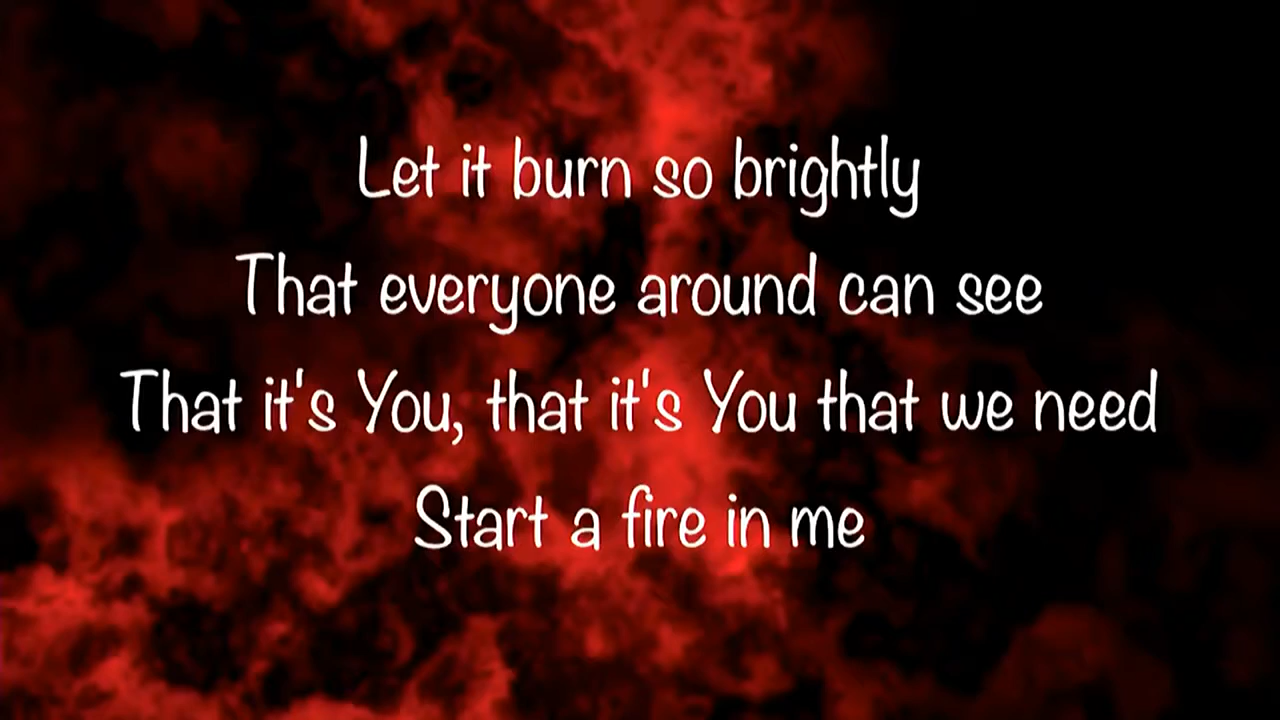 Let it burn so brightly
That everyone around can see
That it's You, that it's You that we need
Start a fire in me